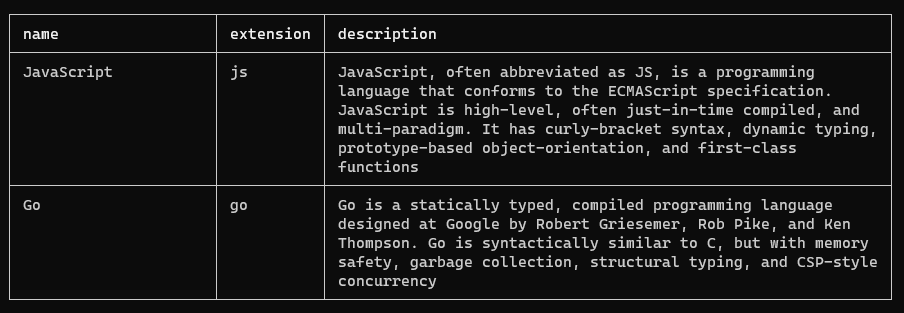 name extension description
JavaScript js JavaScript, often abbreviated as JS, is a programming
language that conforms to the ECMAScript specification.
JavaScript is high-level, often just-in-time compiled, and
multi-paradigm. It has curly-bracket syntax, dynamic typing,
prototype-based object-orientation, and first-class
functions
Go go Go is a statically typed, compiled programming language
designed at Google by Robert Griesemer, Rob Pike, and Ken
Thompson. Go is syntactically similar to C, but with memory
safety, garbage collection, structural typing, and CSP-style
concurrency